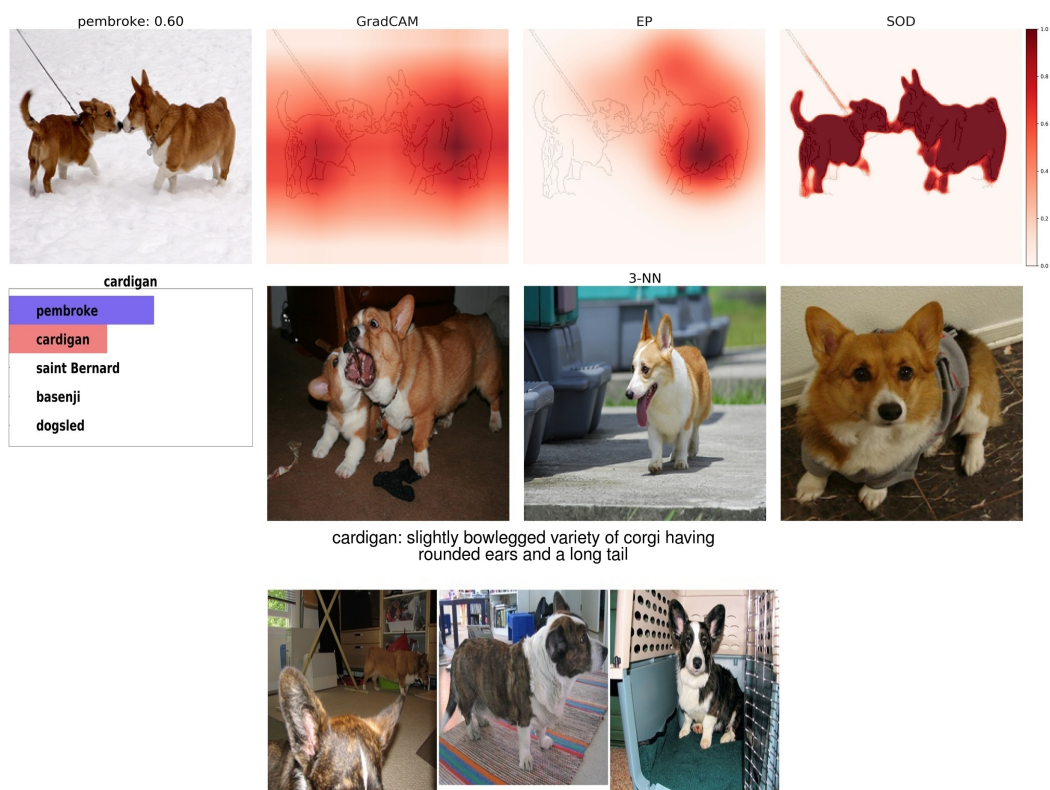 pembroke: 0.60
GradCAM
EP
SOD
1.0
0.8
0.6
0.4
0.2
0.0
cardigan
pembroke
cardigan
saint Bernard
basenji
dogsled
3-NN
cardigan: slightly bowlegged variety of corgi having
rounded ears and a long tail